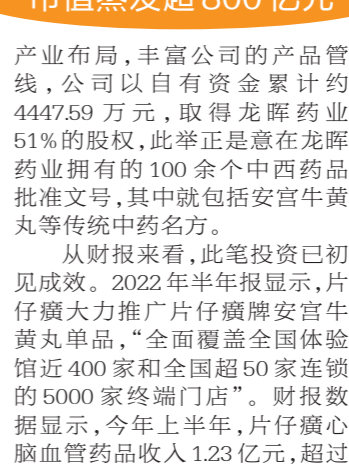 市值蒸发超800亿元
产业布局,丰富公司的产品管
线,公司以自有资金累计约
4447.59 万元,取得龙晖药业
51%的股权,此举正是意在龙晖
药业拥有的100余个中西药品
批准文号,其中就包括安宫牛黄
丸等传统中药名方。
从财报来看,此笔投资已初
见成效。2022年半年报显示,片
仔癀大力推广片仔癀牌安宫牛
黄丸单品,“全面覆盖全国体验
馆近400家和全国超50家连锁
的5000家终端门店”。财报数
据显示,今年上半年,片仔癀心
脑血管药品收入1.23亿元,超过